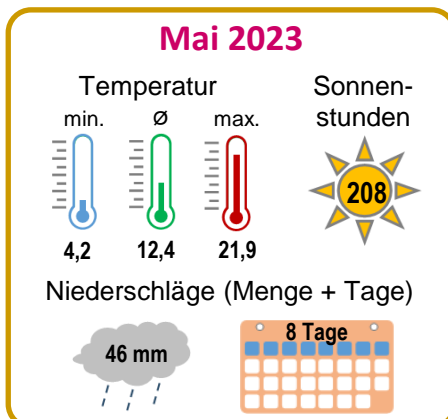 Mai 2023
Temperatur
min. Ø max.
4,2 12,4 21,9
Sonnen-
stunden
208
Niederschläge (Menge + Tage)
46 mm
8 Tage